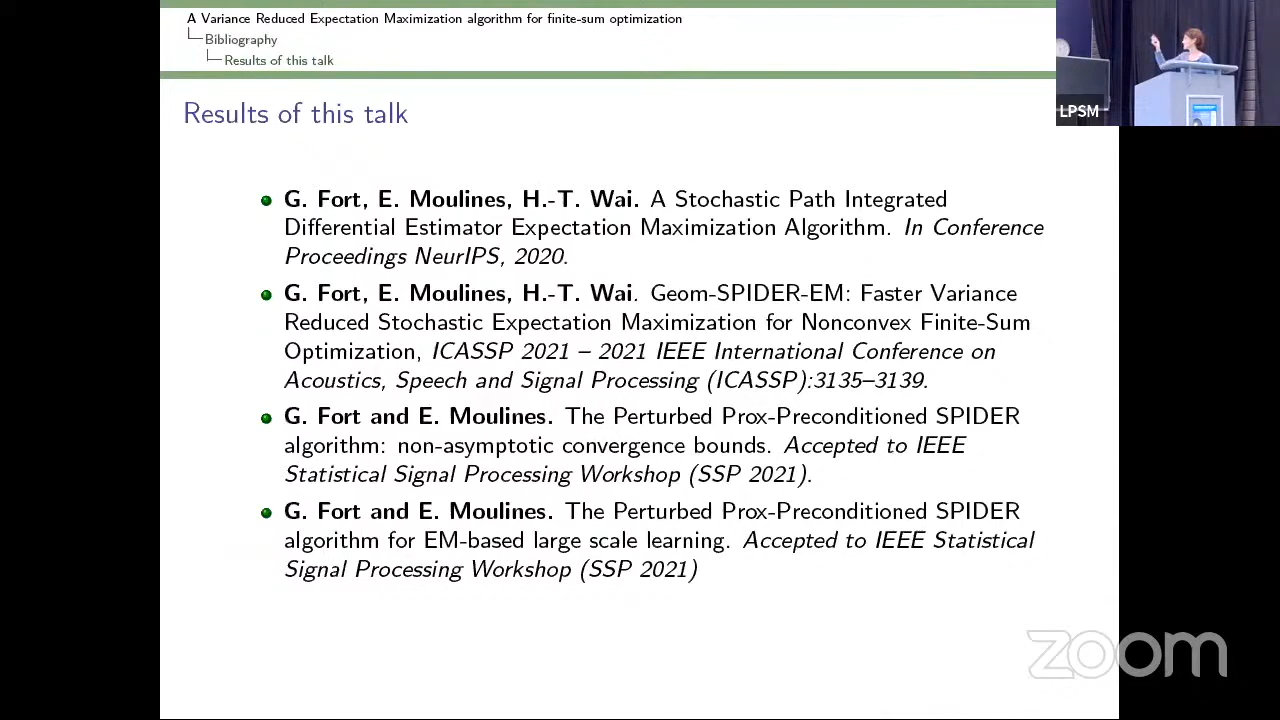 A Variance Reduced Expectation Maximization algorithm for finite-sum optimization
Bibliography
Results of this talk
LPSM
Results of this talk
G. Fort, E. Moulines, H.-T. Wai. A Stochastic Path Integrated
Differential Estimator Expectation Maximization Algorithm. In Conference
Proceedings NeurIPS, 2020.
G. Fort, E. Moulines, H.-T. Wai. Geom-SPIDER-EM: Faster Variance
Reduced Stochastic Expectation Maximization for Nonconvex Finite-Sum
Optimization, ICASSP 2021 – 2021 IEEE International Conference on
Acoustics, Speech and Signal Processing (ICASSP):3135–3139.
G. Fort and E. Moulines. The Perturbed Prox-Preconditioned SPIDER
algorithm: non-asymptotic convergence bounds. Accepted to IEEE
Statistical Signal Processing Workshop (SSP 2021).
G. Fort and E. Moulines. The Perturbed Prox-Preconditioned SPIDER
algorithm for EM-based large scale learning. Accepted to IEEE Statistical
Signal Processing Workshop (SSP 2021)
zoom